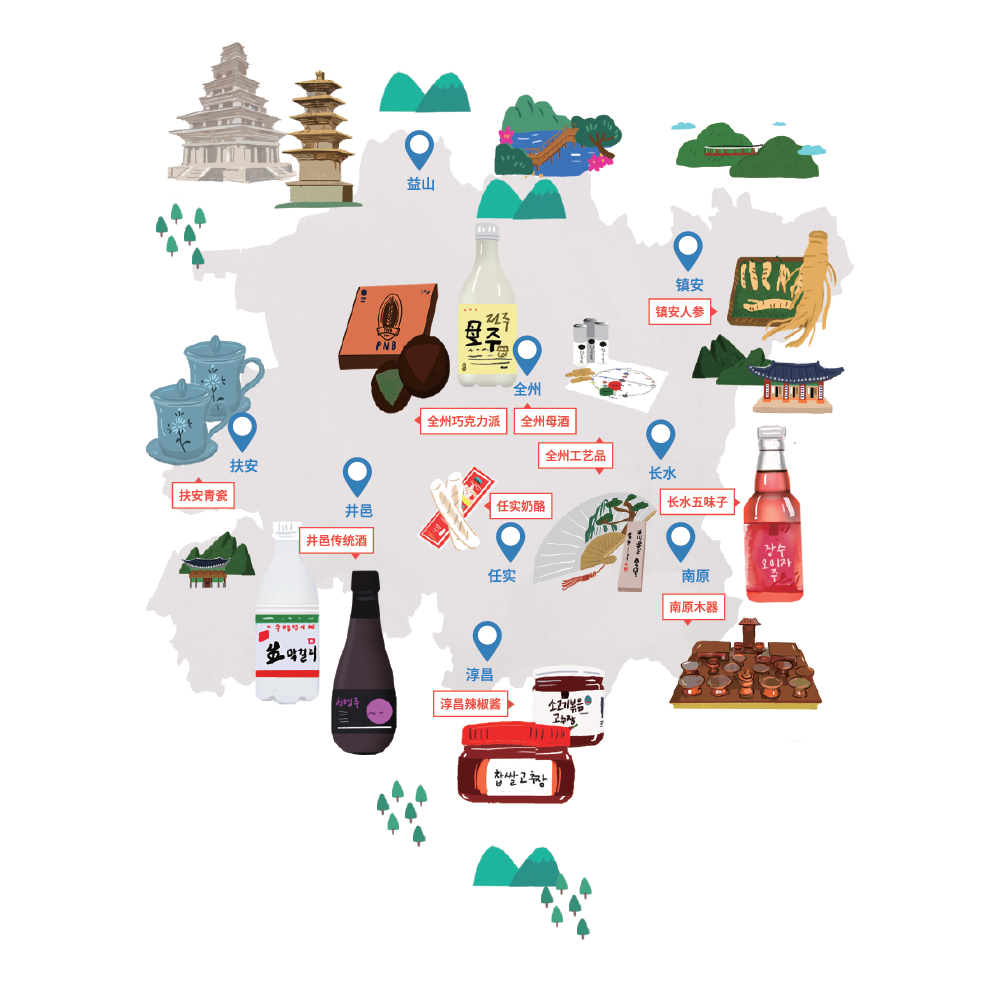 益山
镇安
镇安人参
PNB
전주
母주
全州
全州巧克力派
全州母酒
全州工艺品
长水
长水五味子
장수
오미자
주
扶安
扶安青瓷
井邑
井邑传统酒
任实奶酪
任实
南原
南原木器
막걸리
淳昌
淳昌辣椒酱
소고기볶음
고추장
찹쌀고추장